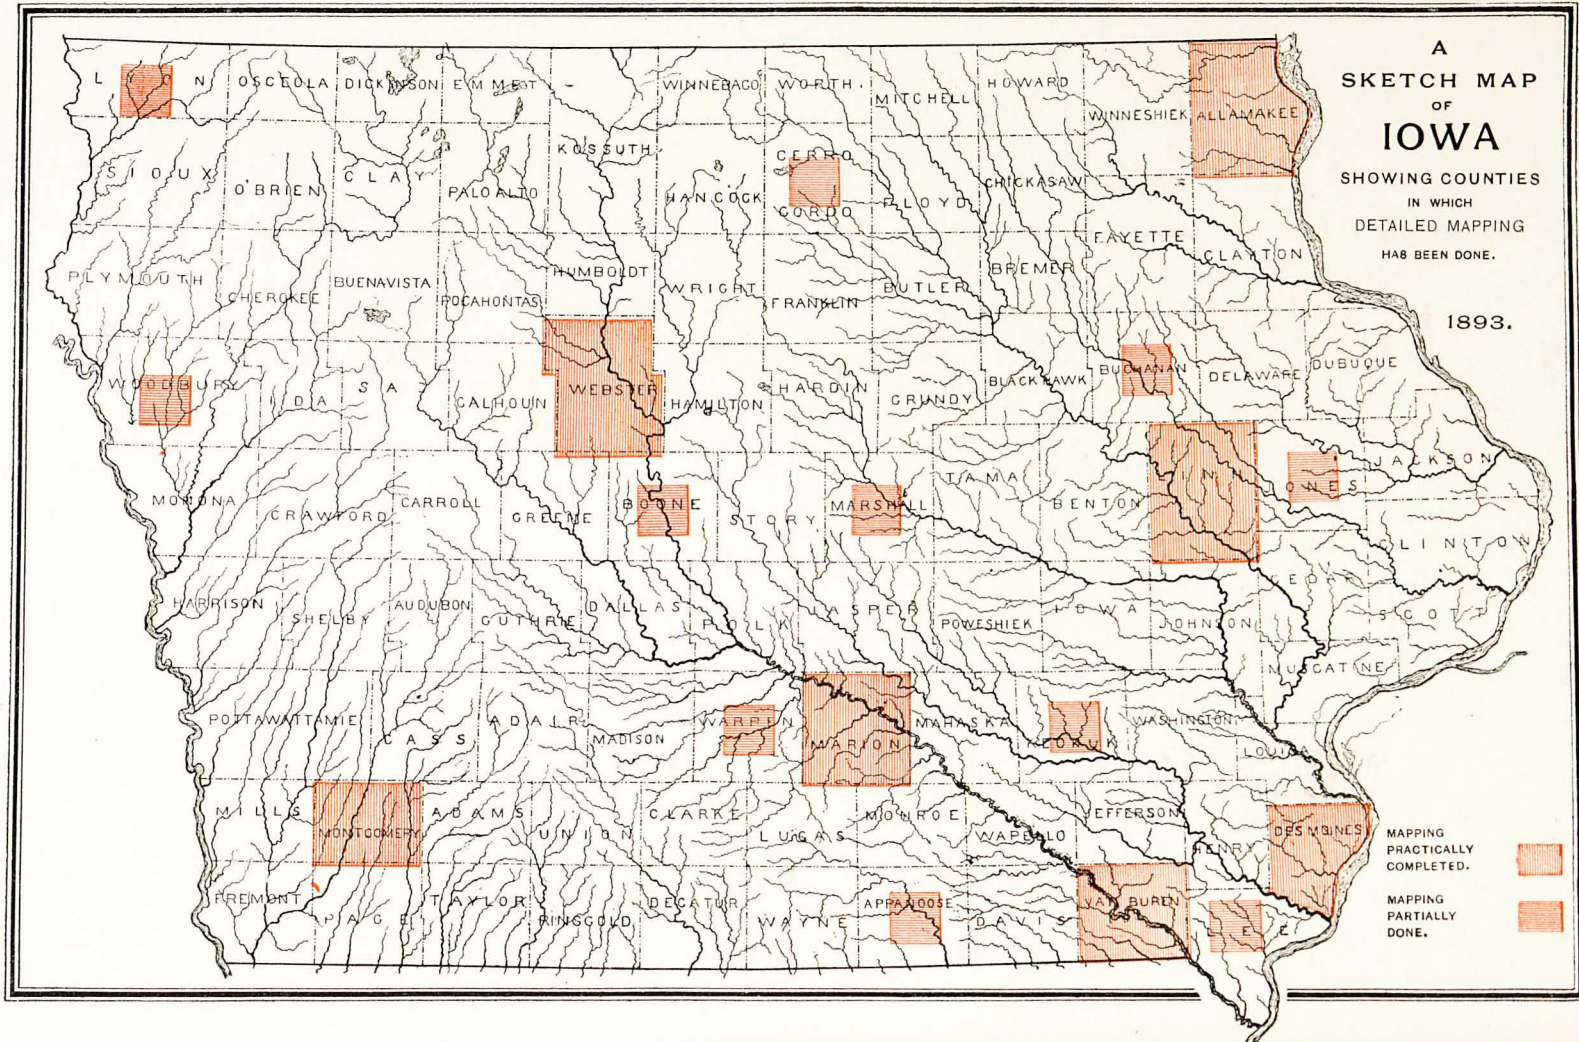 A
SKETCH MAP
OF
IOWA
SHOWING COUNTIES
IN WHICH
DETAILED MAPPING
HAS BEEN DONE.
1893.
LYON OSCEOLA DICKINSON EMMET WINNEBAGO WORTH. MITCHELL HOWARD WINNESHIEK ALLAMAKEE
SIOUX O'BRIEN CLAY PALO ALTO KOSSUTH HANCOCK CERRO GORDO FLOYD CHICKASAW
PLYMOUTH CHEROKEE BUENAVISTA POCAHONTAS HUMBOLDT WRIGHT FRANKLIN BUTLER BREMER FAYETTE CLAYTON
WOODBURY IDA SA CALHOUN WEBSTER HAMILTON HARDIN GRUNDY BLACK HAWK BUCHANAN DELAWARE DUBUQUE
MONONA CRAWFORD CARROLL GREENE BOONE STORY MARSHALL TAMA BENTON LINN JONES JACKSON
CLINTON
HARRISON SHELBY AUDUBON GUTHRIE DALLAS POLK JASPER POWESHIEK IOWA JOHNSON CEDAR SCOTT
MUSCATINE
POTTAWATTAMIE CASS ADAIR MADISON WARREN MARION MAHASKA KEOKUK WASHINGTON LOUISA
MILLS MONTGOMERY ADAMS UNION CLARKE LUCAS MONROE WAPELLO JEFFERSON HENRY DES MOINES
FREMONT PAGE TAYLOR RINGGOLD DECATUR WAYNE APPANOOSE DAVIS VAN BUREN LEE
MAPPING
PRACTICALLY
COMPLETED.
MAPPING
PARTIALLY
DONE.